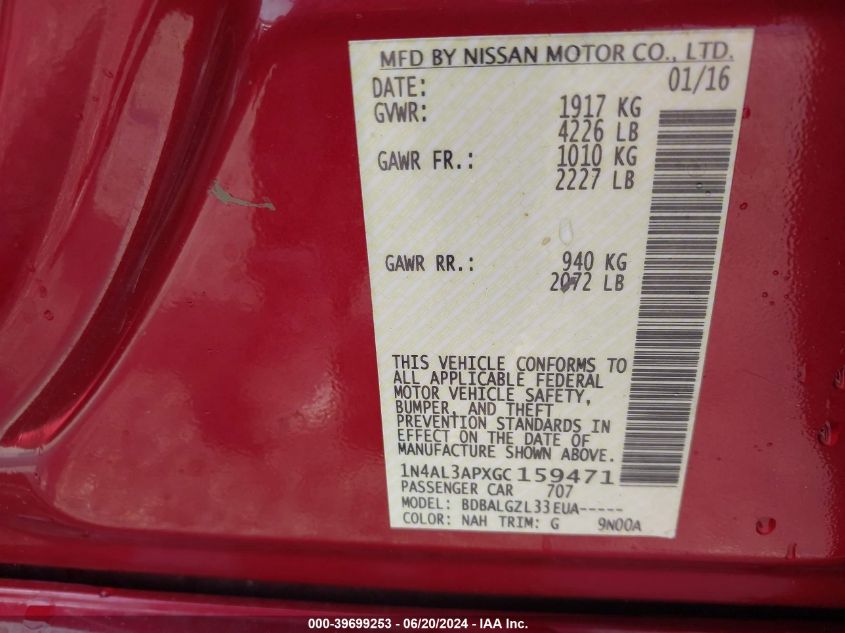 MFD BY NISSAN MOTOR CO., LTD.
DATE: 01/16
GVWR: 1917 KG
4226 LB
GAWR FR.: 1010 KG
2227 LB
GAWR RR.: 940 KG
2072 LB
THIS VEHICLE CONFORMS TO
ALL APPLICABLE FEDERAL
MOTOR VEHICLE SAFETY,
BUMPER, AND THEFT
PREVENTION STANDARDS IN
EFFECT ON THE DATE OF
MANUFACTURE SHOWN ABOVE.
1N4AL3APXGC 159471
PASSENGER CAR 707
MODEL: BDBALGZL33EUA-----
COLOR: NAH TRIM: G 9N00A
000-39699253 - 06/20/2024 - IAA Inc.